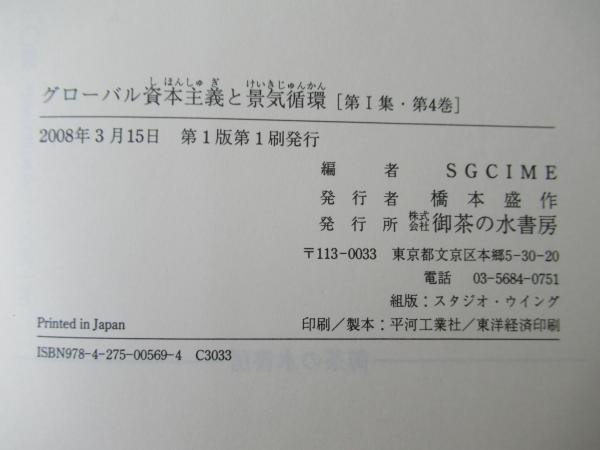 し ほんしゅ ぎ けいきじゅんかん
グローバル資本主義と景気循環［第Ⅰ集・第4巻］
2008年3月15日 第1版第1刷発行
編 者 SGCIME
発行者 橋本盛作
発行所 株式会社 御茶の水書房
〒113-0033 東京都文京区本郷5-30-20
電話 03-5684-0751
組版：スタジオ・ウイング
Printed in Japan 印刷／製本：平河工業社／東洋経済印刷
ISBN978-4-275-00569-4 C3033